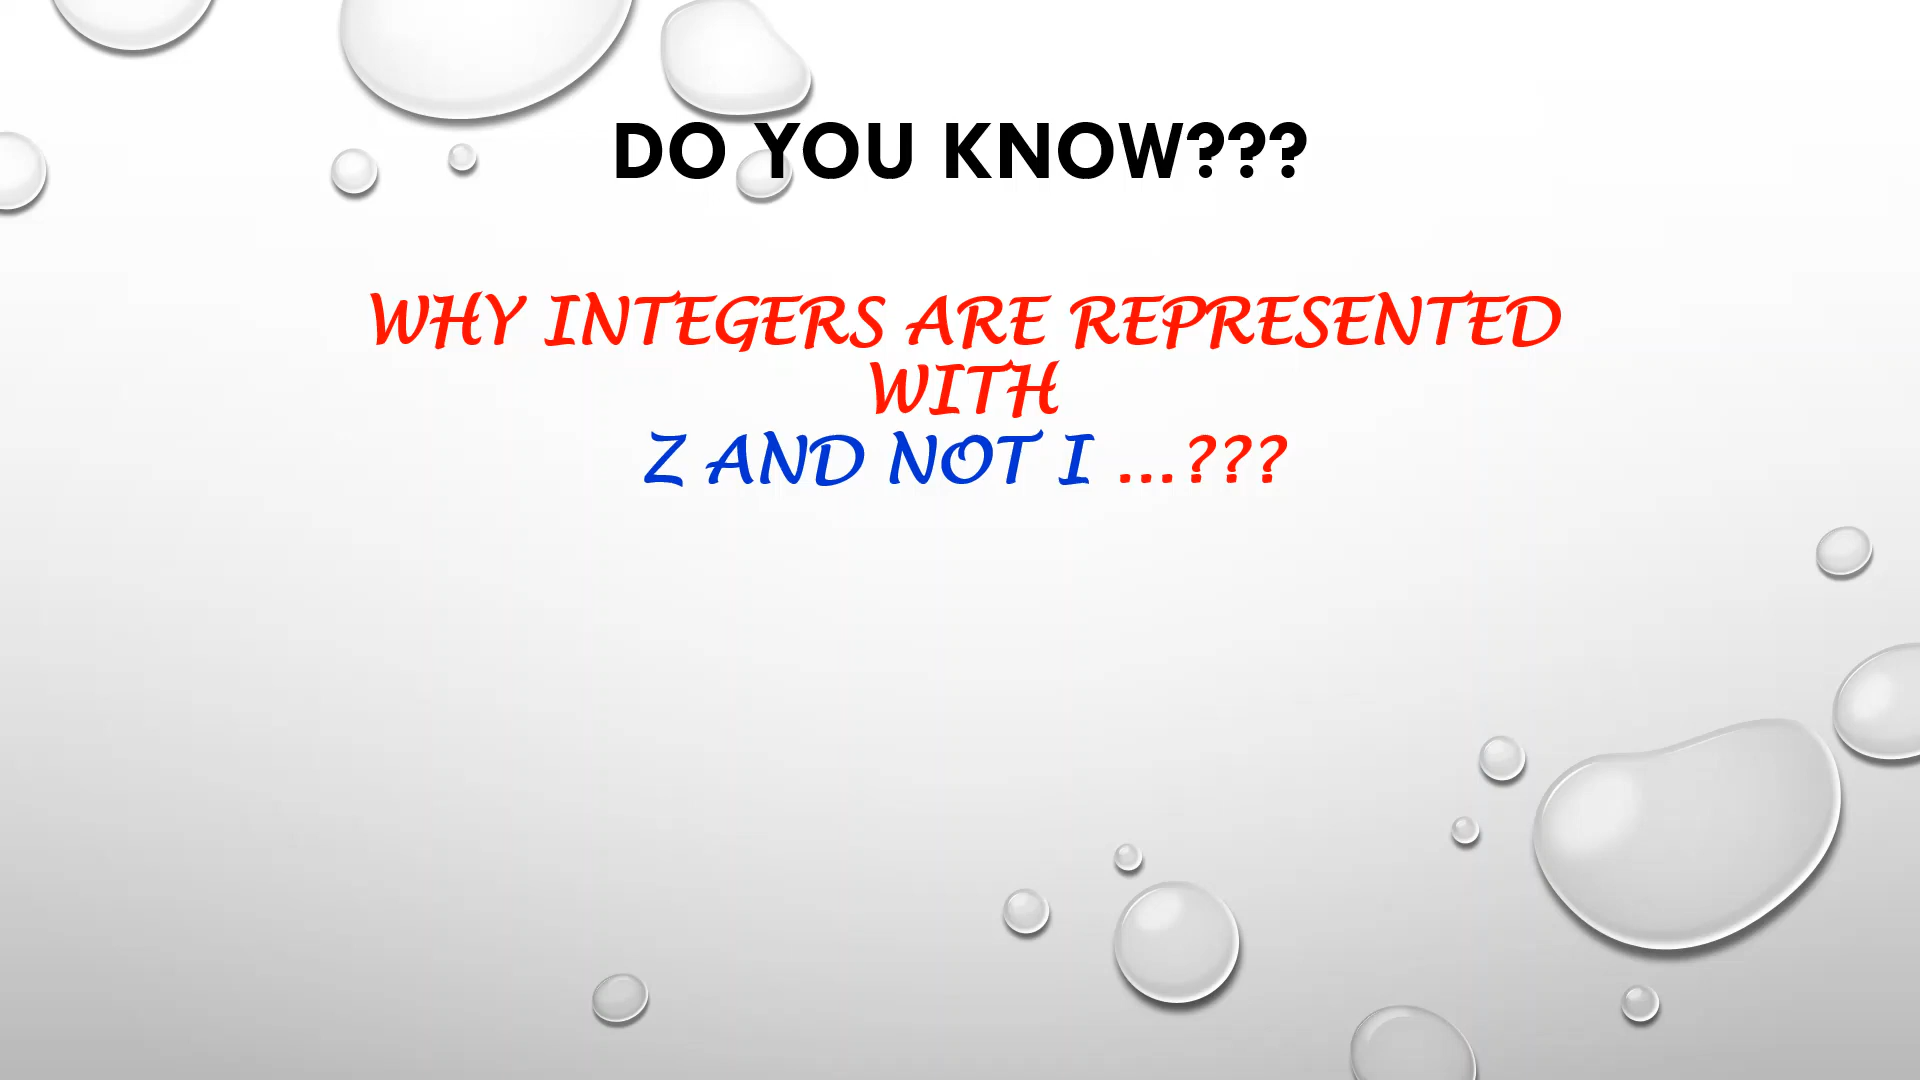 DO YOU KNOW???
WHY INTEGERS ARE REPRESENTED
WITH
Z AND NOT I ...???